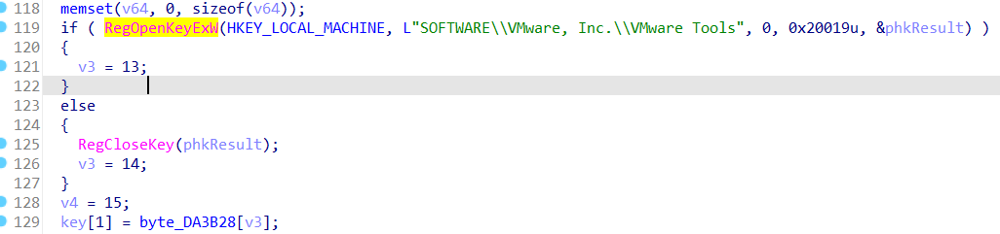 118 memset(v64, 0, sizeof(v64));
119 if ( RegOpenKeyExW(HKEY_LOCAL_MACHINE, L"SOFTWARE\\VMware, Inc.\\VMware Tools", 0, 0x20019u, &phkResult) )
120 {
121 v3 = 13;
122 }
123 else
124 {
125 RegCloseKey(phkResult);
126 v3 = 14;
127 }
128 v4 = 15;
129 key[1] = byte_DA3B28[v3];